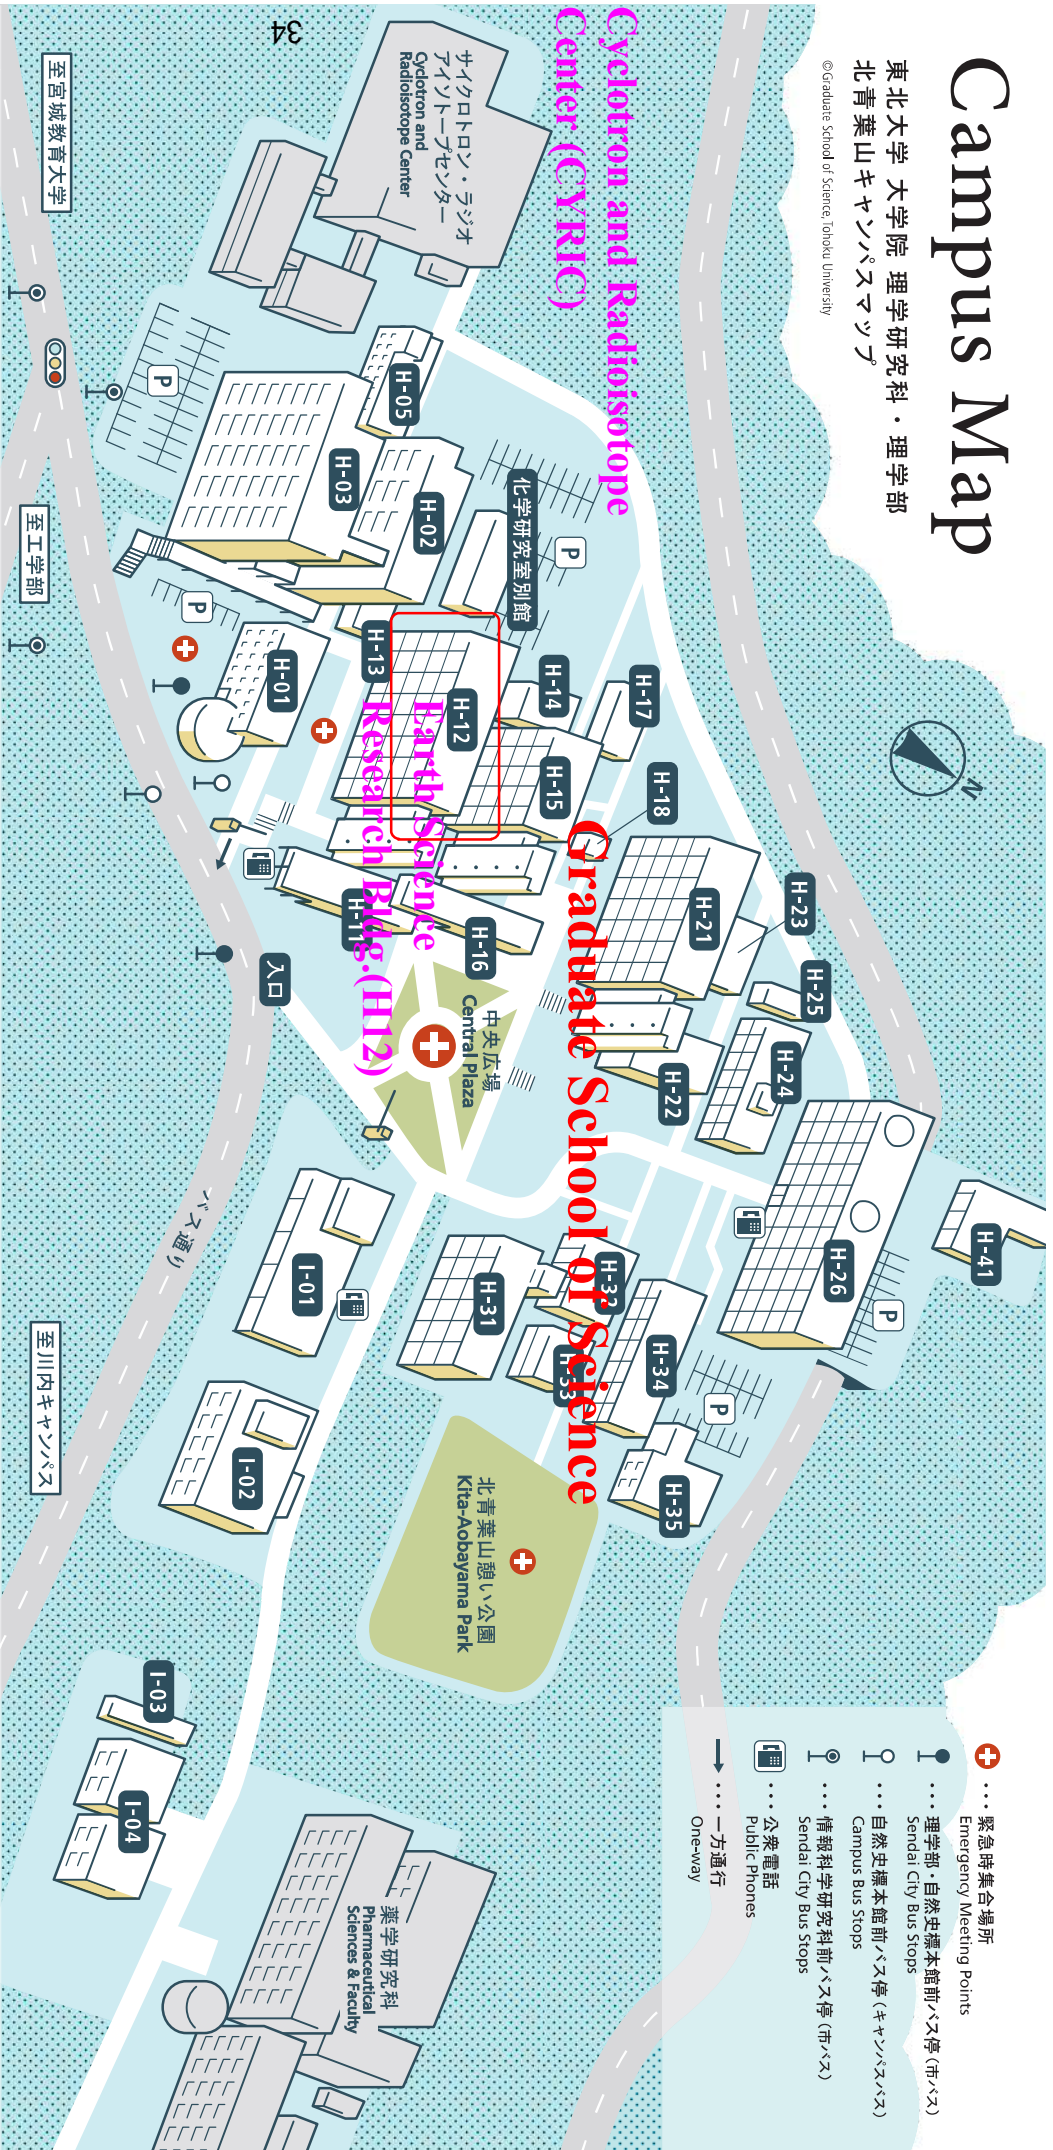 Campus Map
東北大学 大学院 理学研究科・理学部
北青葉山キャンパスマップ
©Graduate School of Science, Tohoku University
Cyclotron and Radioisotope
Center (CYRIC)
サイクロトロン・ラジオ
アイソトープセンター
Cyclotron and
Radioisotope Center
34
至宮城教育大学
至工学部
至川内キャンパス
バス通り
入口
P
P
P
P
P
H-05
H-03
H-02
化学研究室別館
H-13
H-01
H-12
H-14
H-15
H-17
H-18
H-11
H-16
Earth Science
Research Bldg.(H12)
Graduate School of Science
中央広場
Central Plaza
H-21
H-23
H-25
H-22
H-24
H-26
H-41
H-31
H-32
H-33
H-34
H-35
I-01
I-02
I-03
I-04
北青葉山憩い公園
Kita-Aobayama Park
薬学研究科
Pharmaceutical
Sciences & Faculty
N
・・・緊急時集合場所
Emergency Meeting Points
・・・理学部・自然史標本館前バス停（市バス）
Sendai City Bus Stops
・・・自然史標本館前バス停（キャンパスバス）
Campus Bus Stops
・・・情報科学研究科前バス停（市バス）
Sendai City Bus Stops
・・・公衆電話
Public Phones
・・・一方通行
One-way